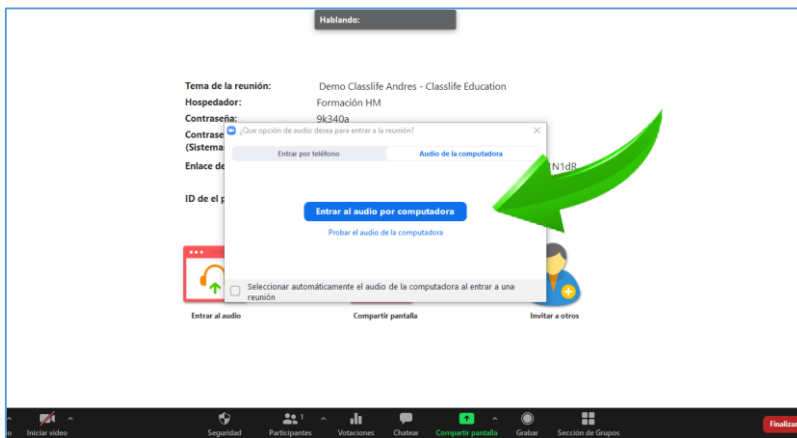 Hablando:
Tema de la reunión: Demo Classlife Andres - Classlife Education
Hospedador: Formación HM
Contraseña: 9k340a
Contrase
¿Que opción de audio desea para entrar a la reunión?
(Sistema
Entrar por teléfono Audio de la computadora
Enlace de
N1dR
ID de el p
Entrar al audio por computadora
Probar el audio de la computadora
Seleccionar automáticamente el audio de la computadora al entrar a una
reunión
Entrar al audio Compartir pantalla Invitar a otros
1
Iniciar video Seguridad Participantes Votaciones Chatear Compartir pantalla Grabar Sección de Grupos Finalizar